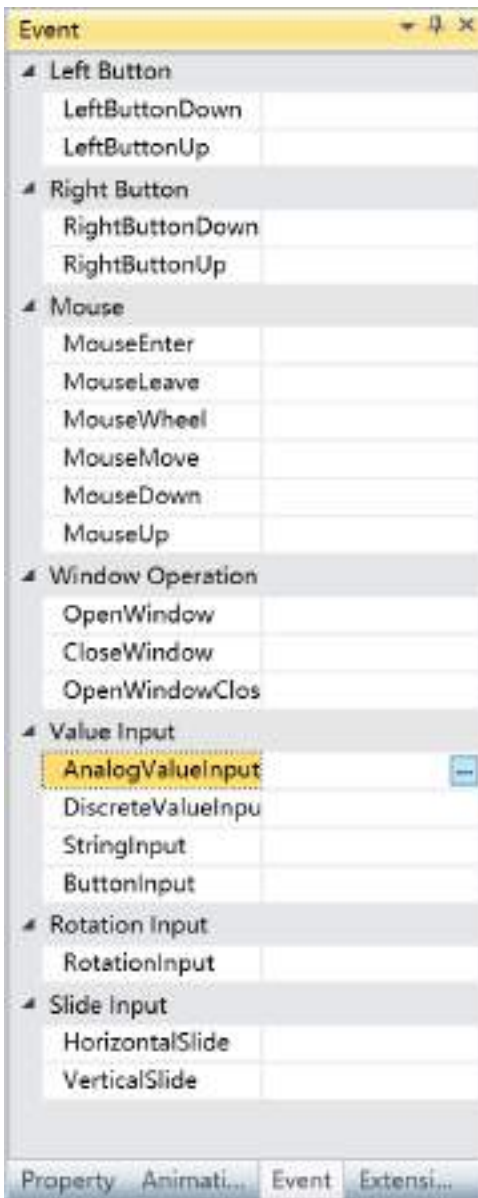 Event
Left Button
LeftButtonDown
LeftButtonUp
Right Button
RightButtonDown
RightButtonUp
Mouse
MouseEnter
MouseLeave
MouseWheel
MouseMove
MouseDown
MouseUp
Window Operation
OpenWindow
CloseWindow
OpenWindowClos
Value Input
AnalogValueInput
DiscreteValueInpu
StringInput
ButtonInput
Rotation Input
RotationInput
Slide Input
HorizontalSlide
VerticalSlide
Property Animati... Event Extensi...